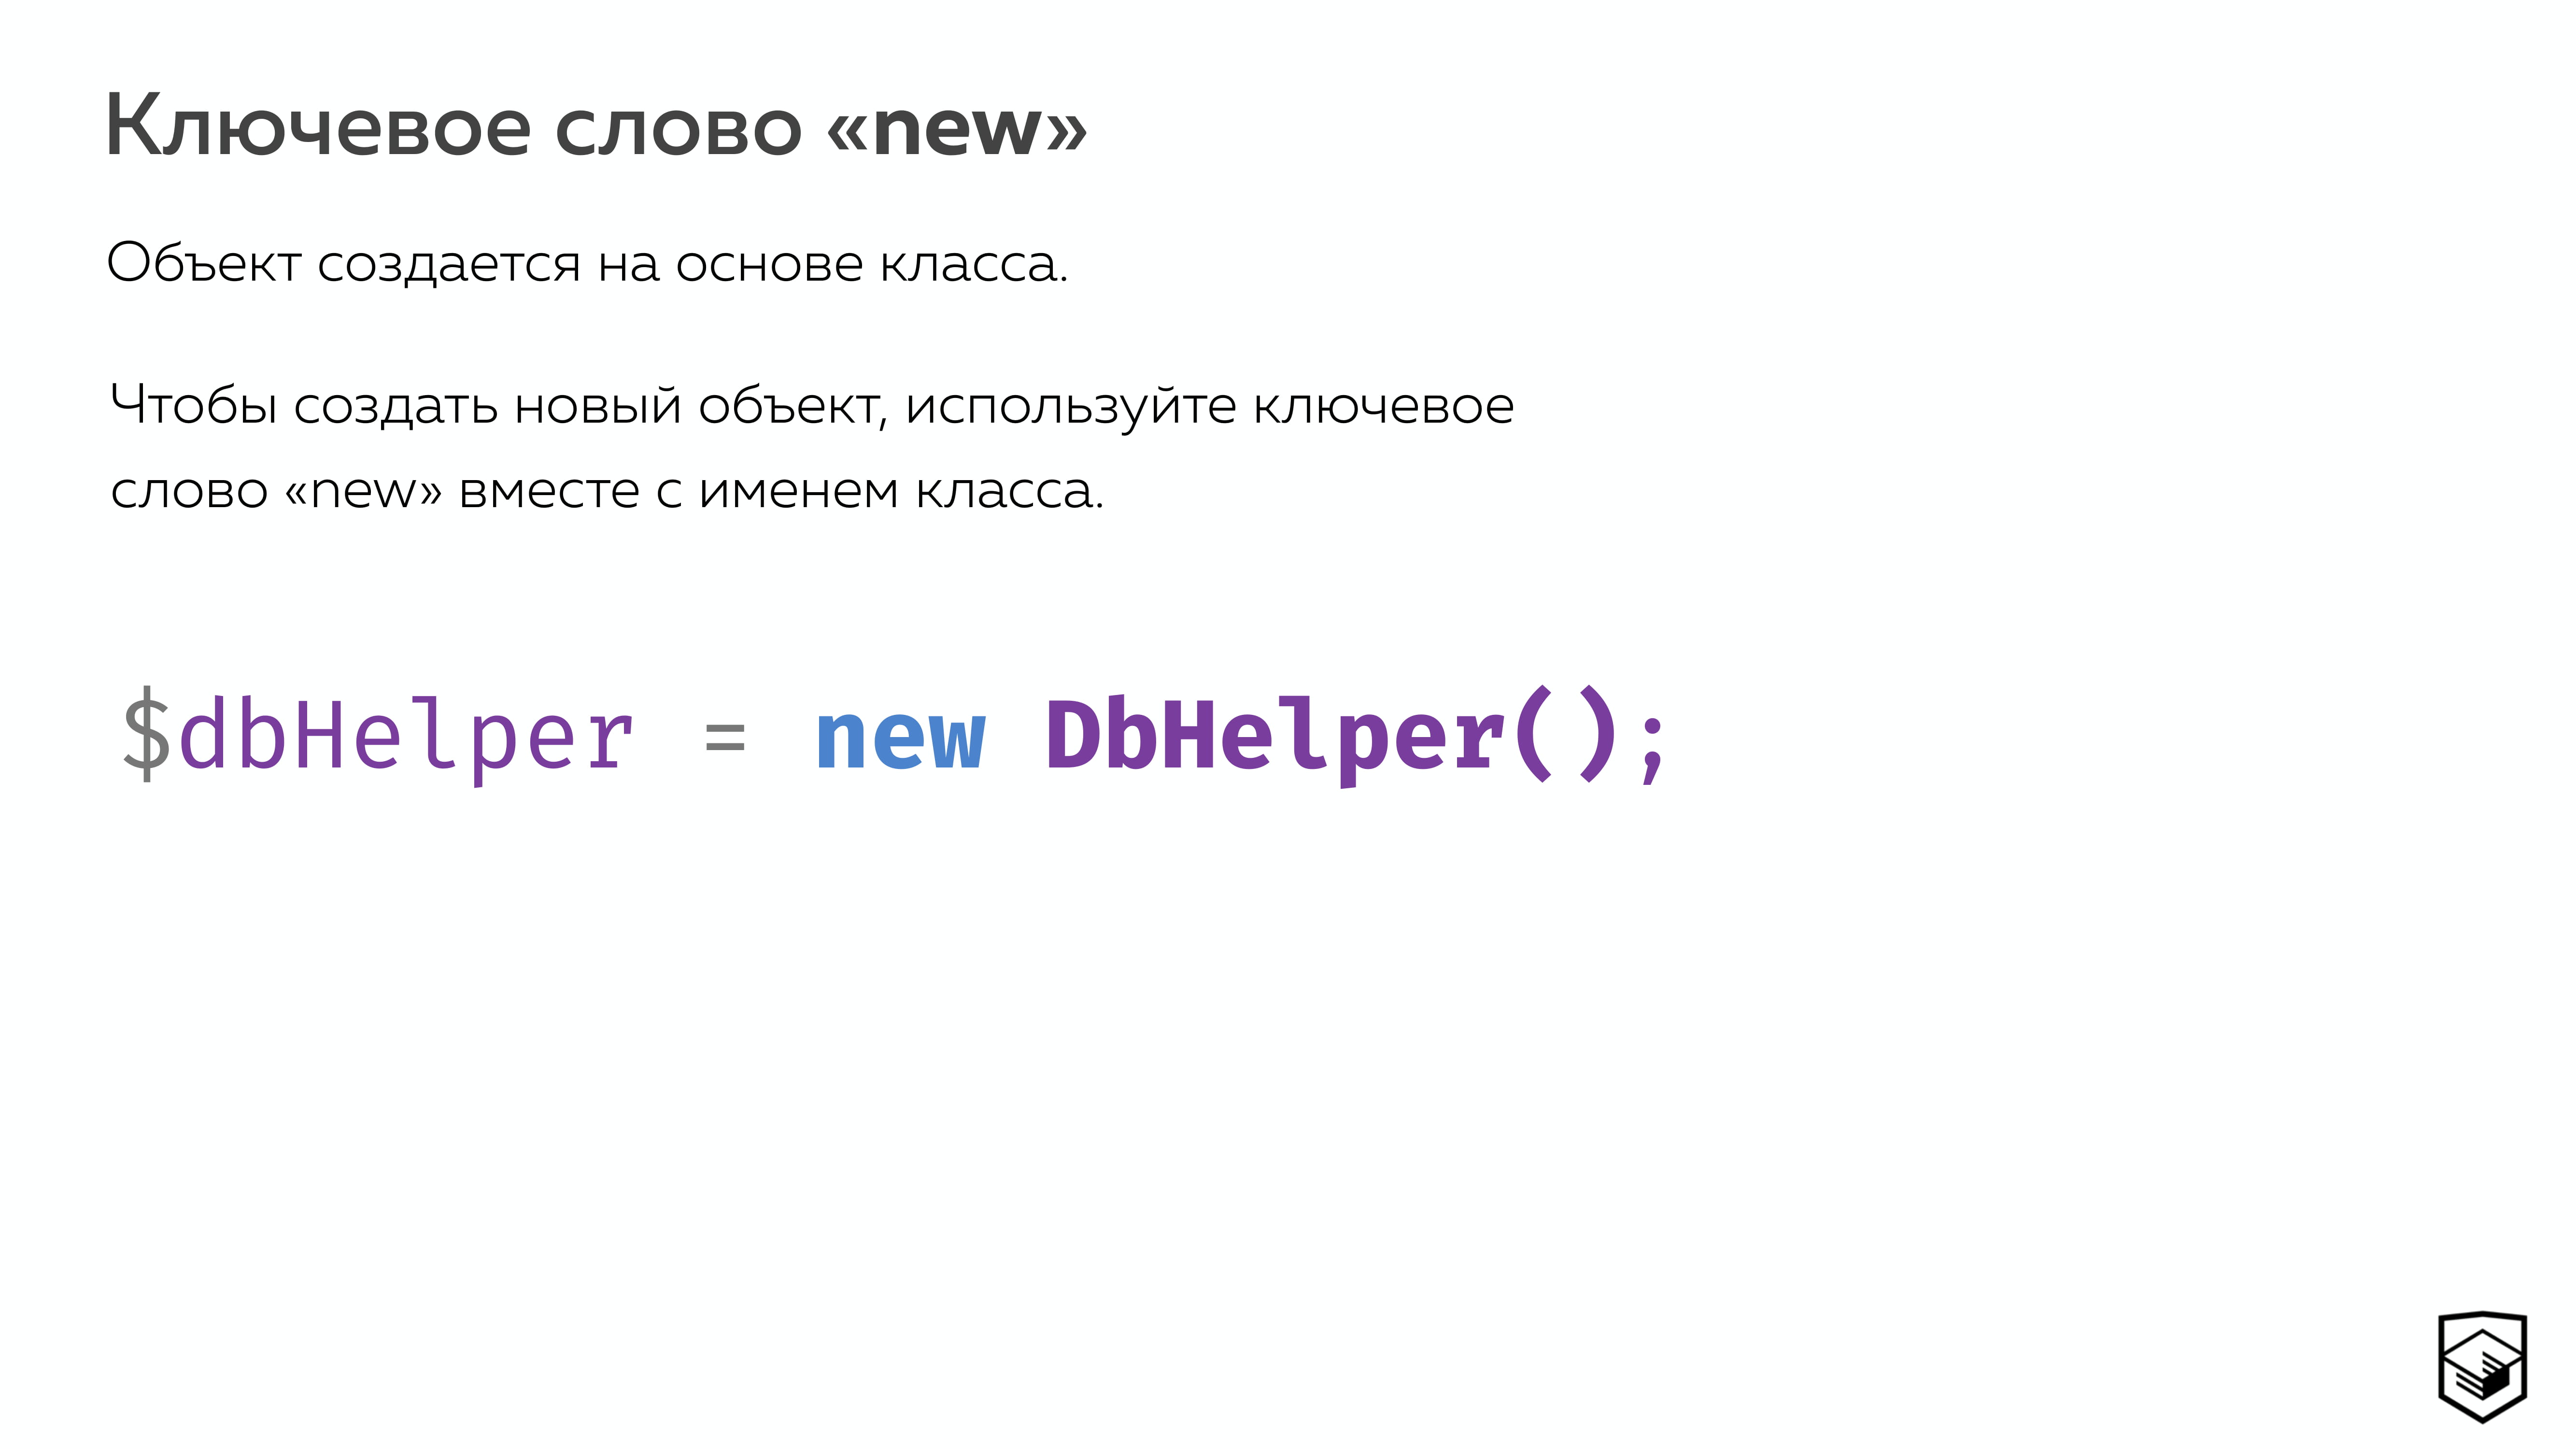 Ключевое слово «new»
Объект создается на основе класса.
Чтобы создать новый объект, используйте ключевое
слово «new» вместе с именем класса.
$dbHelper = new DbHelper();